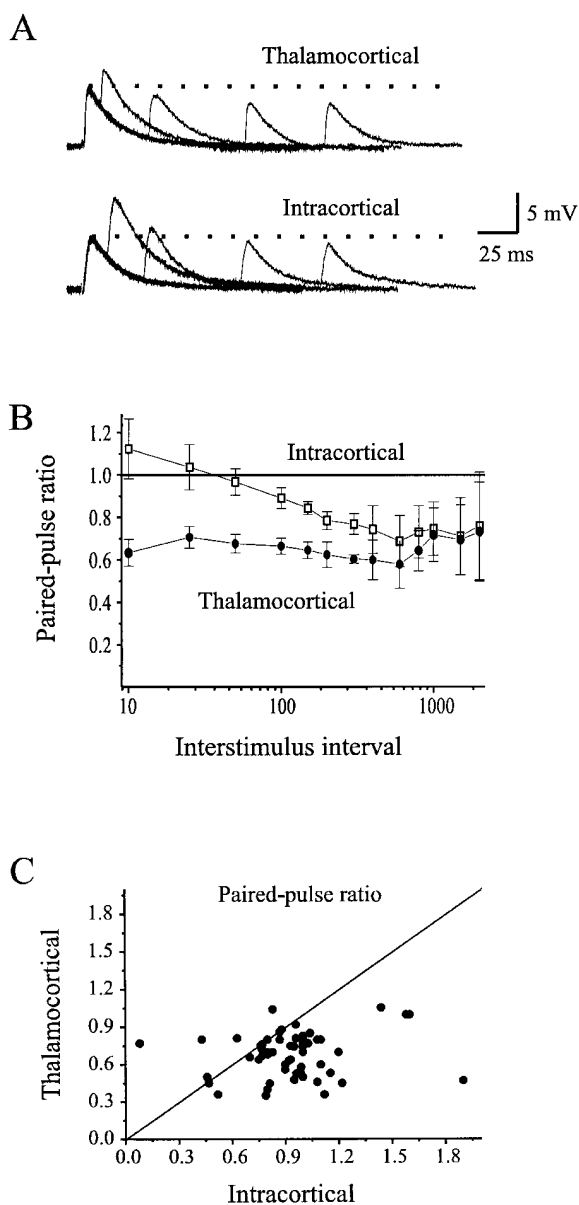 A
Thalamocortical
Intracortical
5 mV
25 ms
B
Paired-pulse ratio
1.2
1.0
0.8
0.6
0.4
0.2
Intracortical
Thalamocortical
10
100
1000
Interstimulus interval
C
Paired-pulse ratio
Thalamocortical
1.8
1.5
1.2
0.9
0.6
0.3
0.0
0.0
0.3
0.6
0.9
1.2
1.5
1.8
Intracortical